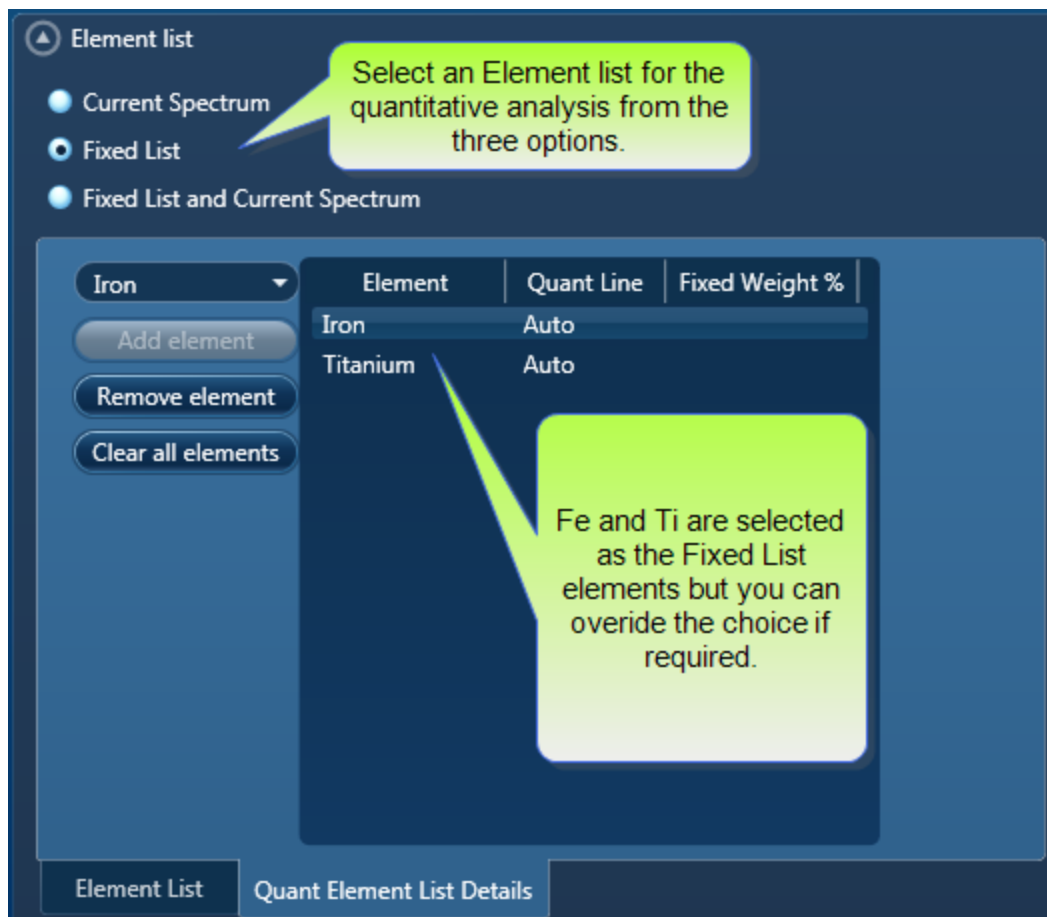 Element list
Select an Element list for the
quantitative analysis from the
three options.
Current Spectrum
Fixed List
Fixed List and Current Spectrum
Iron
Add element
Remove element
Clear all elements
Element Quant Line Fixed Weight %
Iron Auto
Titanium Auto
Fe and Ti are selected
as the Fixed List
elements but you can
overide the choice if
required.
Element List
Quant Element List Details